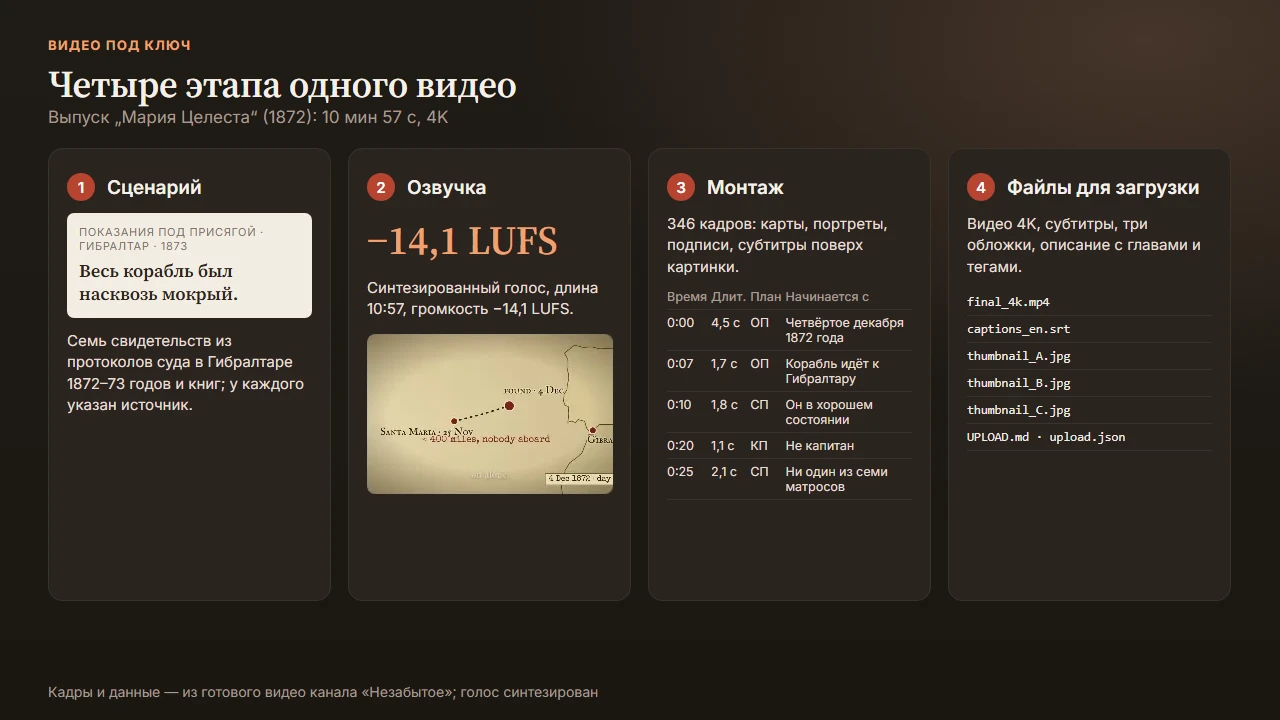 ВИДЕО ПОД КЛЮЧ
Четыре этапа одного видео
Выпуск „Мария Целеста“ (1872): 10 мин 57 с, 4K
1 Сценарий
ПОКАЗАНИЯ ПОД ПРИСЯГОЙ ·
ГИБРАЛТАР · 1873
Весь корабль был
насквозь мокрый.
Семь свидетельств из
протоколов суда в Гибралтаре
1872–73 годов и книг; у каждого
указан источник.
2 Озвучка
−14,1 LUFS
Синтезированный голос, длина
10:57, громкость −14,1 LUFS.
FOUND · 4 DEC
SANTA MARIA · 25 NOV
~ 400 miles, nobody aboard
GIBRA
4 Dec 1872 · day
3 Монтаж
346 кадров: карты, портреты,
подписи, субтитры поверх
картинки.
Время Длит. План Начинается с
0:00 4,5 с ОП Четвёртое декабря
1872 года
0:07 1,7 с ОП Корабль идёт к
Гибралтару
0:10 1,8 с СП Он в хорошем
состоянии
0:20 1,1 с КП Не капитан
0:25 2,1 с СП Ни один из семи
матросов
4 Файлы для загрузки
Видео 4K, субтитры, три
обложки, описание с главами и
тегами.
final_4k.mp4
captions_en.srt
thumbnail_A.jpg
thumbnail_B.jpg
thumbnail_C.jpg
UPLOAD.md · upload.json
Кадры и данные — из готового видео канала «Незабытое»; голос синтезирован